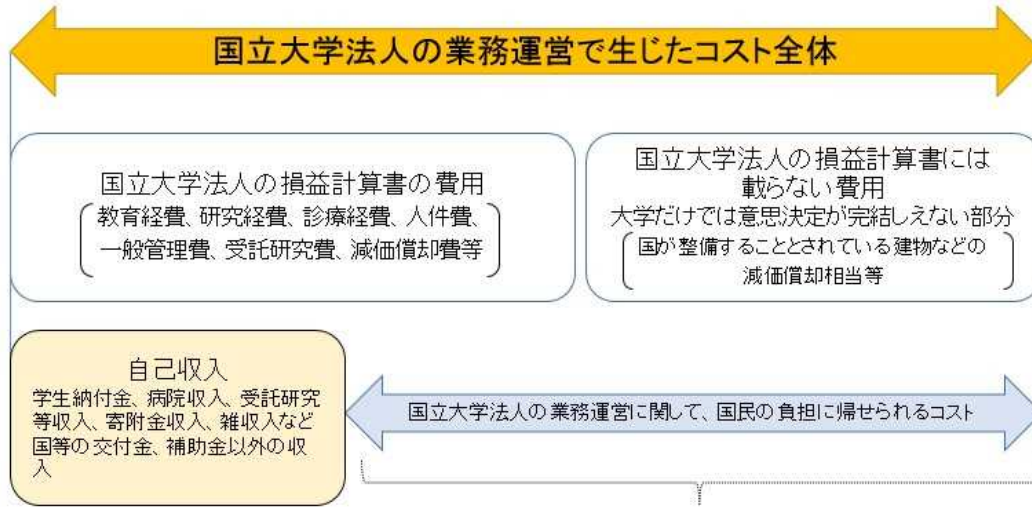 国立大学法人の業務運営で生じたコスト全体
国立大学法人の損益計算書の費用
教育経費、研究経費、診療経費、人件費、
一般管理費、受託研究費、減価償却費等
国立大学法人の損益計算書には
載らない費用
大学だけでは意思決定が完結しえない部分
国が整備することとされている建物などの
減価償却相当等
自己収入
学生納付金、病院収入、受託研究
等収入、寄附金収入、雑収入など
国等の交付金、補助金以外の収
入
国立大学法人の業務運営に関して、国民の負担に帰せられるコスト